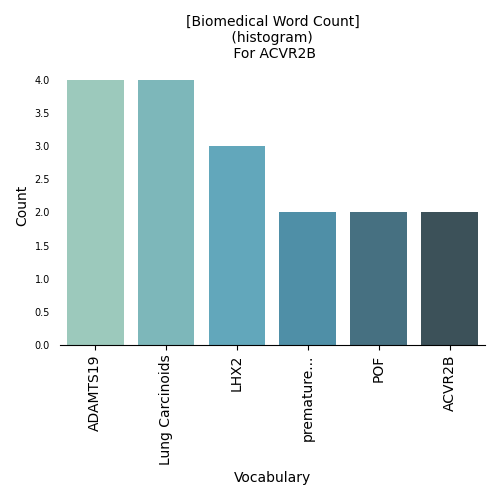 [Biomedical Word Count]
(histogram)
For ACVR2B
Count
4.0
3.5
3.0
2.5
2.0
1.5
1.0
0.5
0.0
ADAMTS19
Lung Carcinoids
LHX2
premature...
POF
ACVR2B
Vocabulary